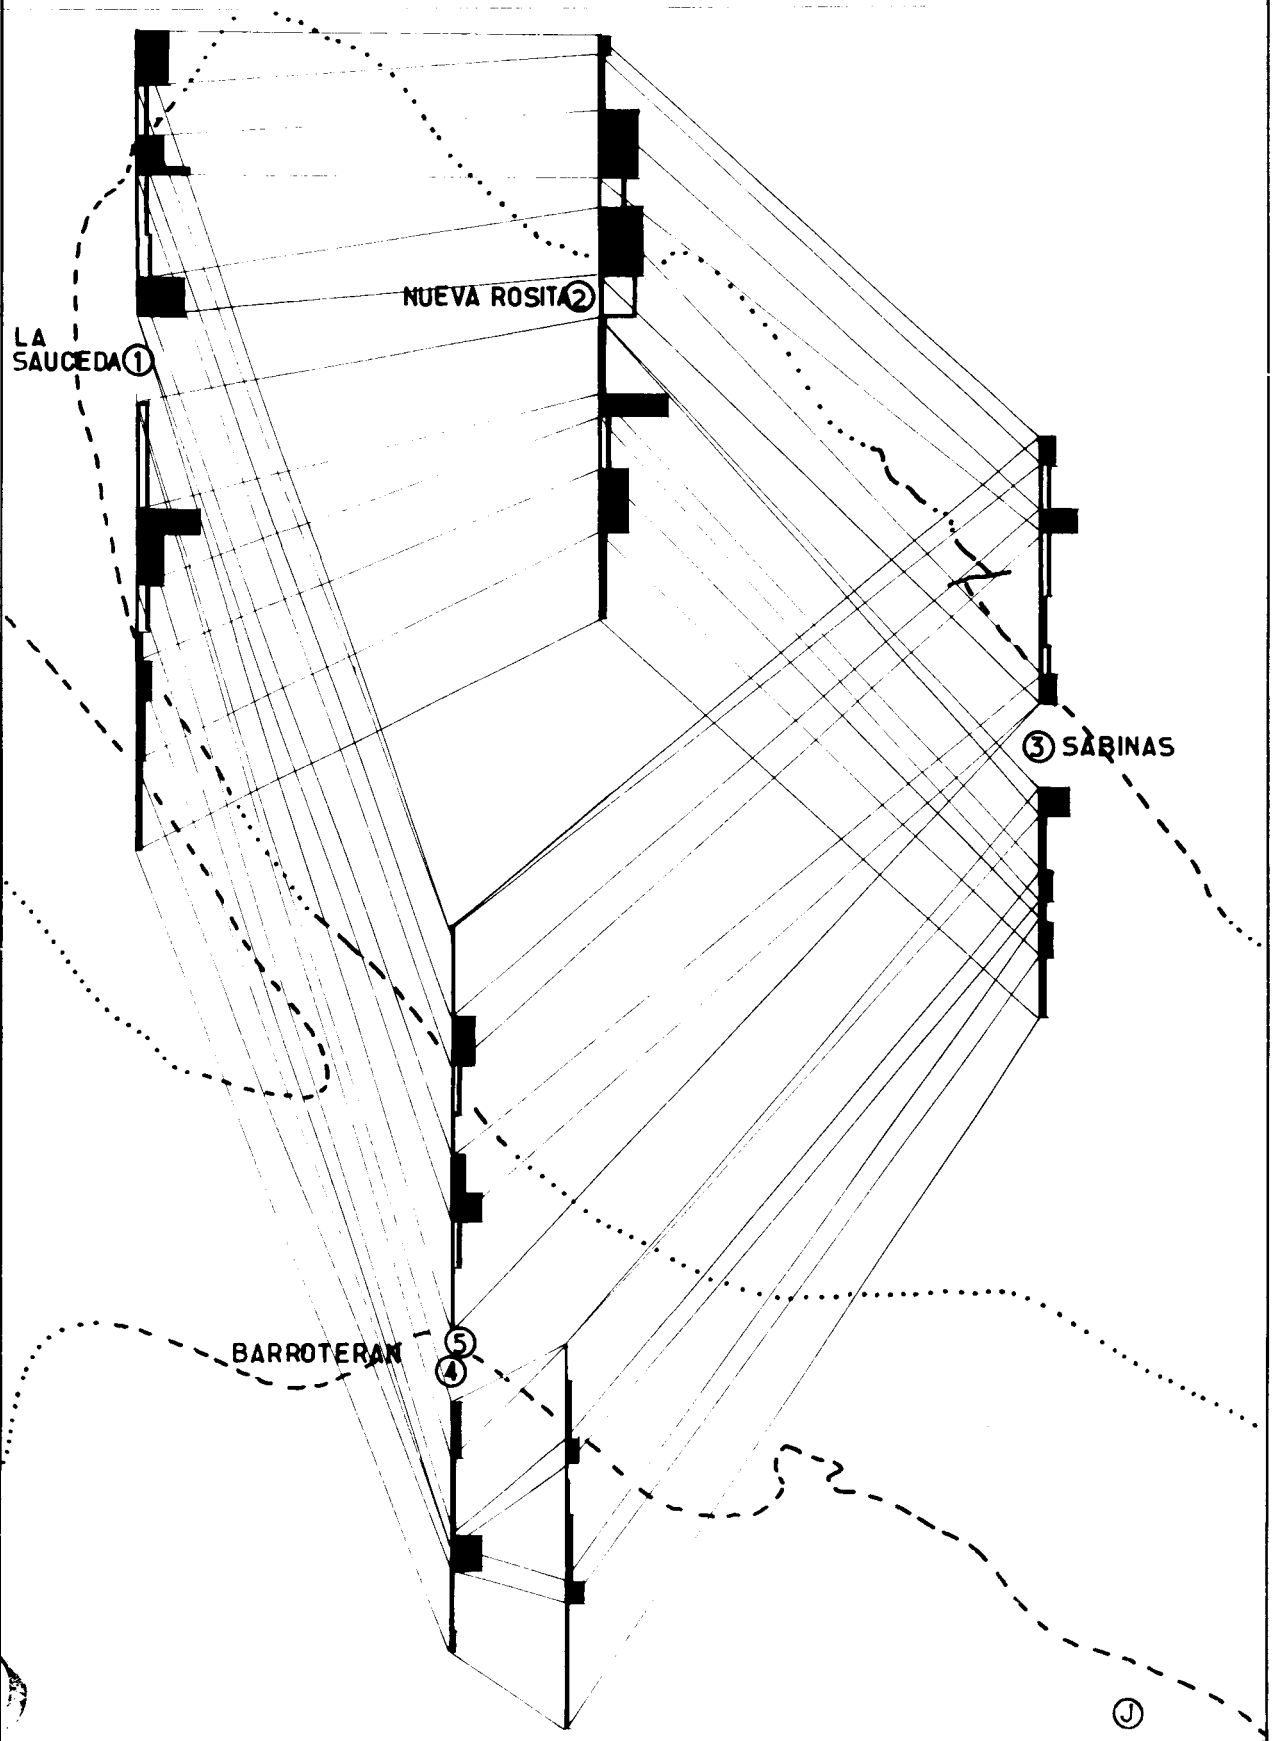 NUEVA ROSITA 2
LA
SAUCEDA 1
3 SABINAS
5
BARROTERAN
4
J